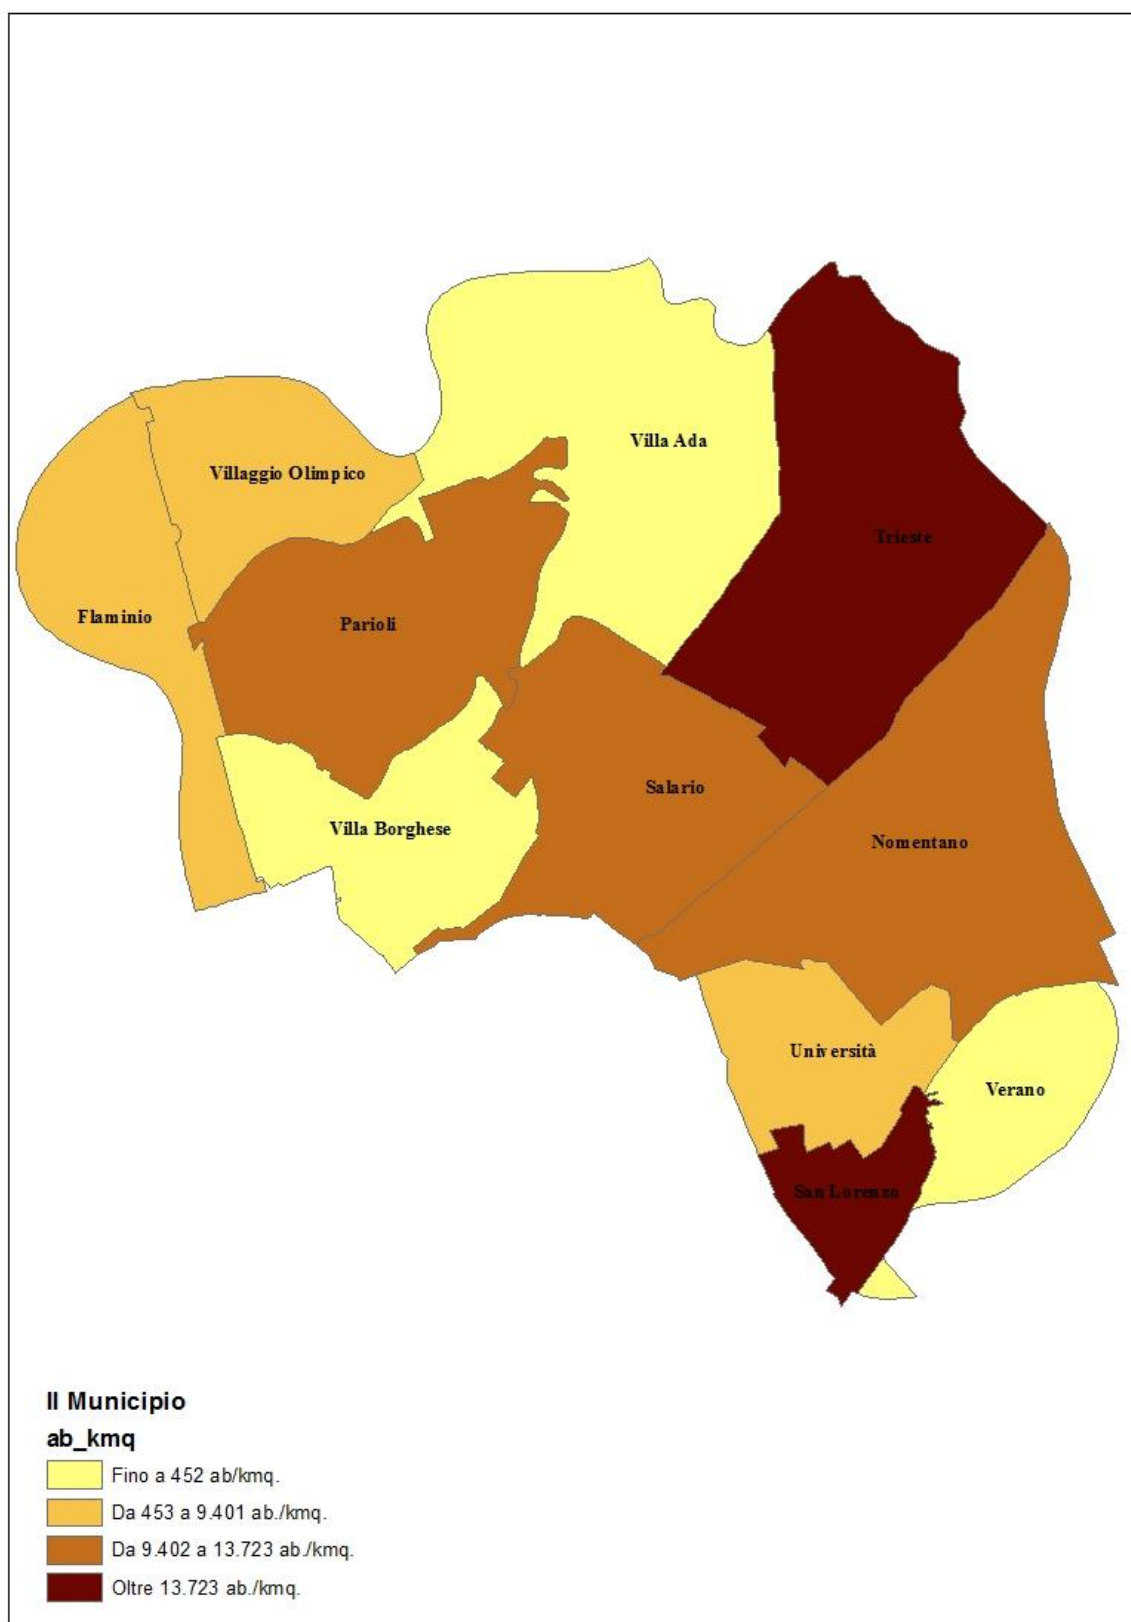 Villa Ada
Villaggio Olimpico
Trieste
Flaminio
Parioli
Salario
Villa Borghese
Nomentano
Università
Verano
San Lorenzo
II Municipio
ab_kmq
Fino a 452 ab/kmq.
Da 453 a 9.401 ab./kmq.
Da 9.402 a 13.723 ab./kmq.
Oltre 13.723 ab./kmq.